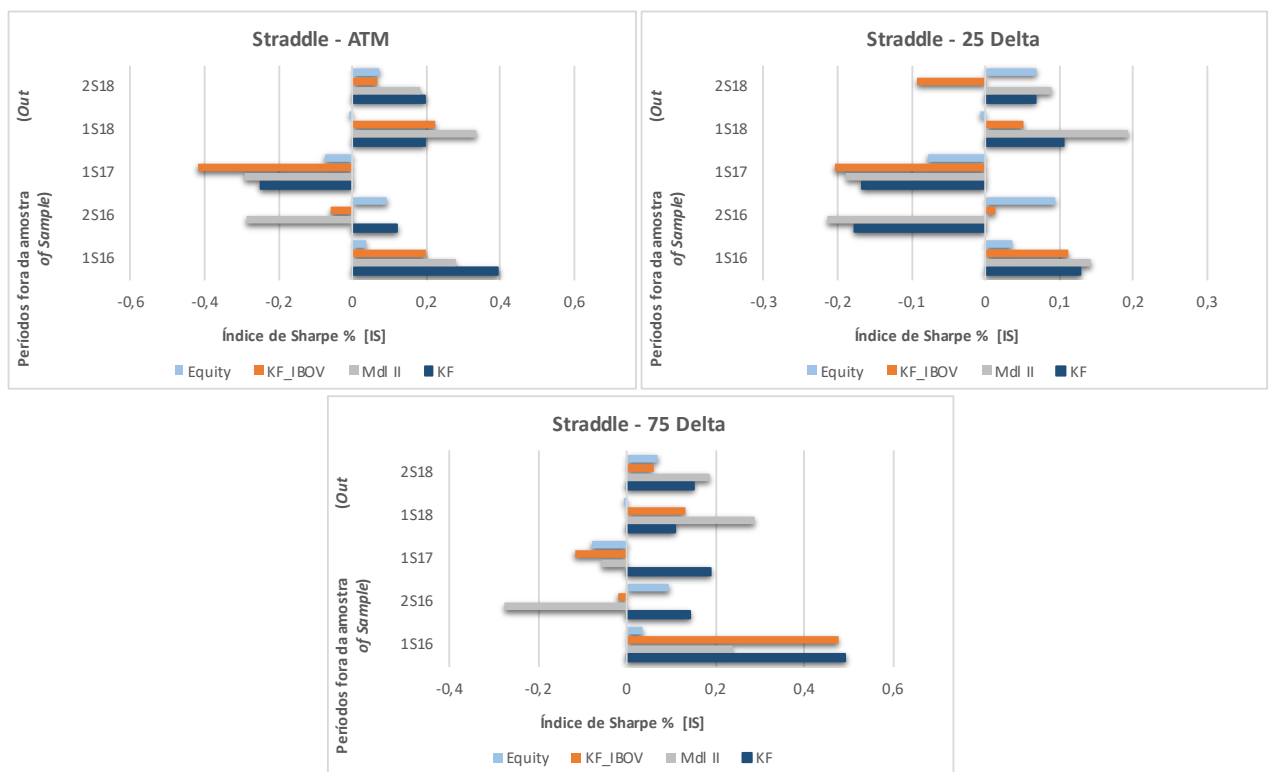 Straddle - ATM
Períodos fora da amostra (Out
of Sample)
2S18
1S18
1S17
2S16
1S16
-0,6 -0,4 -0,2 0 0,2 0,4 0,6
Índice de Sharpe % [IS]
Equity KF_IBOV Mdl II KF
Straddle - 25 Delta
Períodos fora da amostra (Out
of Sample)
2S18
1S18
1S17
2S16
1S16
-0,3 -0,2 -0,1 0 0,1 0,2 0,3
Índice de Sharpe % [IS]
Equity KF_IBOV Mdl II KF
Straddle - 75 Delta
Períodos fora da amostra (Out
of Sample)
2S18
1S18
1S17
2S16
1S16
-0,4 -0,2 0 0,2 0,4 0,6
Índice de Sharpe % [IS]
Equity KF_IBOV Mdl II KF